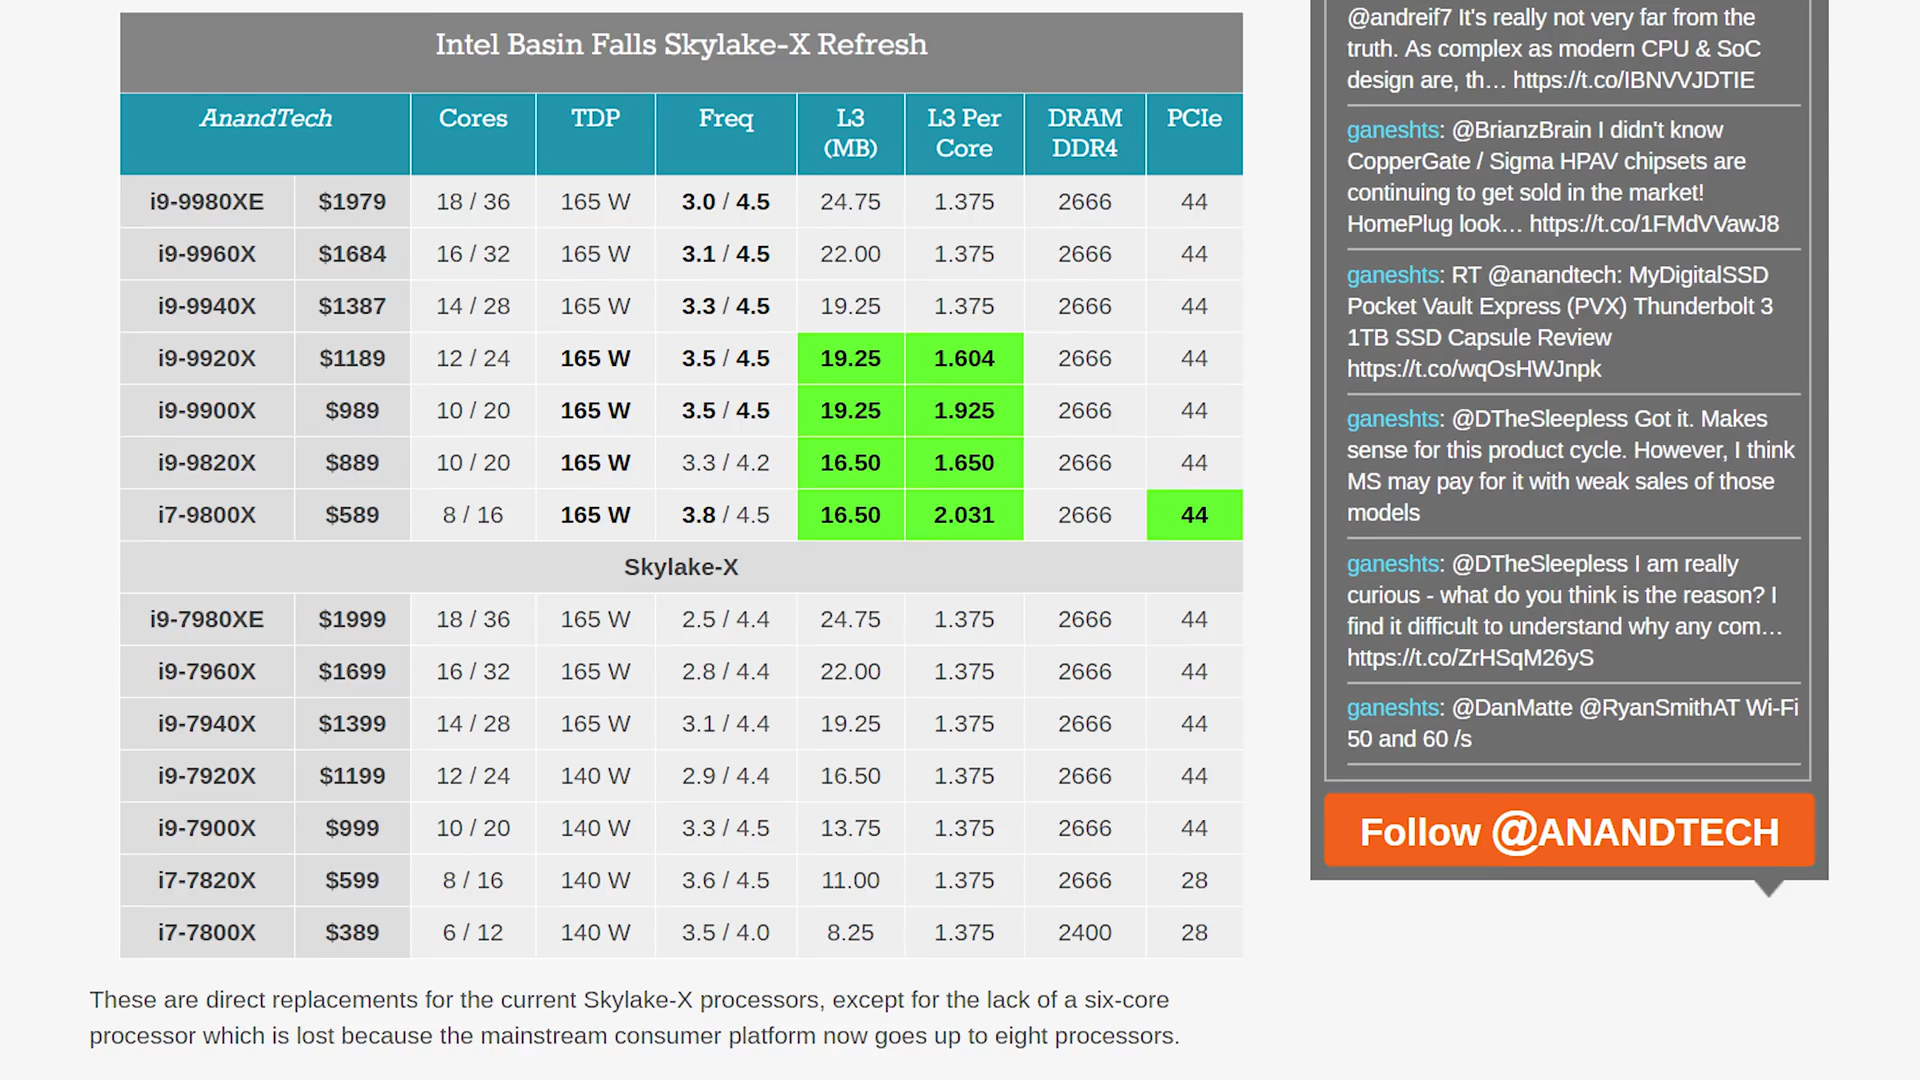 Intel Basin Falls Skylake-X Refresh
AnandTech Cores TDP Freq L3 (MB) L3 Per Core DRAM DDR4 PCIe
i9-9980XE $1979 18 / 36 165 W 3.0 / 4.5 24.75 1.375 2666 44
i9-9960X $1684 16 / 32 165 W 3.1 / 4.5 22.00 1.375 2666 44
i9-9940X $1387 14 / 28 165 W 3.3 / 4.5 19.25 1.375 2666 44
i9-9920X $1189 12 / 24 165 W 3.5 / 4.5 19.25 1.604 2666 44
i9-9900X $989 10 / 20 165 W 3.5 / 4.5 19.25 1.925 2666 44
i9-9820X $889 10 / 20 165 W 3.3 / 4.2 16.50 1.650 2666 44
i7-9800X $589 8 / 16 165 W 3.8 / 4.5 16.50 2.031 2666 44
Skylake-X
i9-7980XE $1999 18 / 36 165 W 2.5 / 4.4 24.75 1.375 2666 44
i9-7960X $1699 16 / 32 165 W 2.8 / 4.4 22.00 1.375 2666 44
i9-7940X $1399 14 / 28 165 W 3.1 / 4.4 19.25 1.375 2666 44
i9-7920X $1199 12 / 24 140 W 2.9 / 4.4 16.50 1.375 2666 44
i9-7900X $999 10 / 20 140 W 3.3 / 4.5 13.75 1.375 2666 44
i7-7820X $599 8 / 16 140 W 3.6 / 4.5 11.00 1.375 2666 28
i7-7800X $389 6 / 12 140 W 3.5 / 4.0 8.25 1.375 2400 28
These are direct replacements for the current Skylake-X processors, except for the lack of a six-core
processor which is lost because the mainstream consumer platform now goes up to eight processors.
@andreif7 It's really not very far from the
truth. As complex as modern CPU & SoC
design are, th… https://t.co/IBNVVJDTIE
ganeshts: @BrianzBrain I didn't know
CopperGate / Sigma HPAV chipsets are
continuing to get sold in the market!
HomePlug look… https://t.co/1FMdVVawJ8
ganeshts: RT @anandtech: MyDigitalSSD
Pocket Vault Express (PVX) Thunderbolt 3
1TB SSD Capsule Review
https://t.co/wqOsHWJnpk
ganeshts: @DTheSleepless Got it. Makes
sense for this product cycle. However, I think
MS may pay for it with weak sales of those
models
ganeshts: @DTheSleepless I am really
curious - what do you think is the reason? I
find it difficult to understand why any com…
https://t.co/ZrHSqM26yS
ganeshts: @DanMatte @RyanSmithAT Wi-Fi
50 and 60 /s
Follow @ANANDTECH